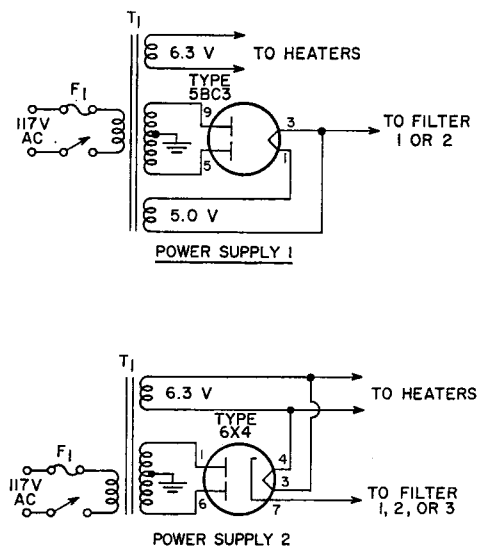 T1
6.3 V
TO HEATERS
TYPE
5BC3
F1
117V
AC
9
5
3
1
TO FILTER
1 OR 2
5.0 V
POWER SUPPLY 1
T1
6.3 V
TO HEATERS
TYPE
6X4
F1
117V
AC
1
6
4
3
7
TO FILTER
1, 2, OR 3
POWER SUPPLY 2